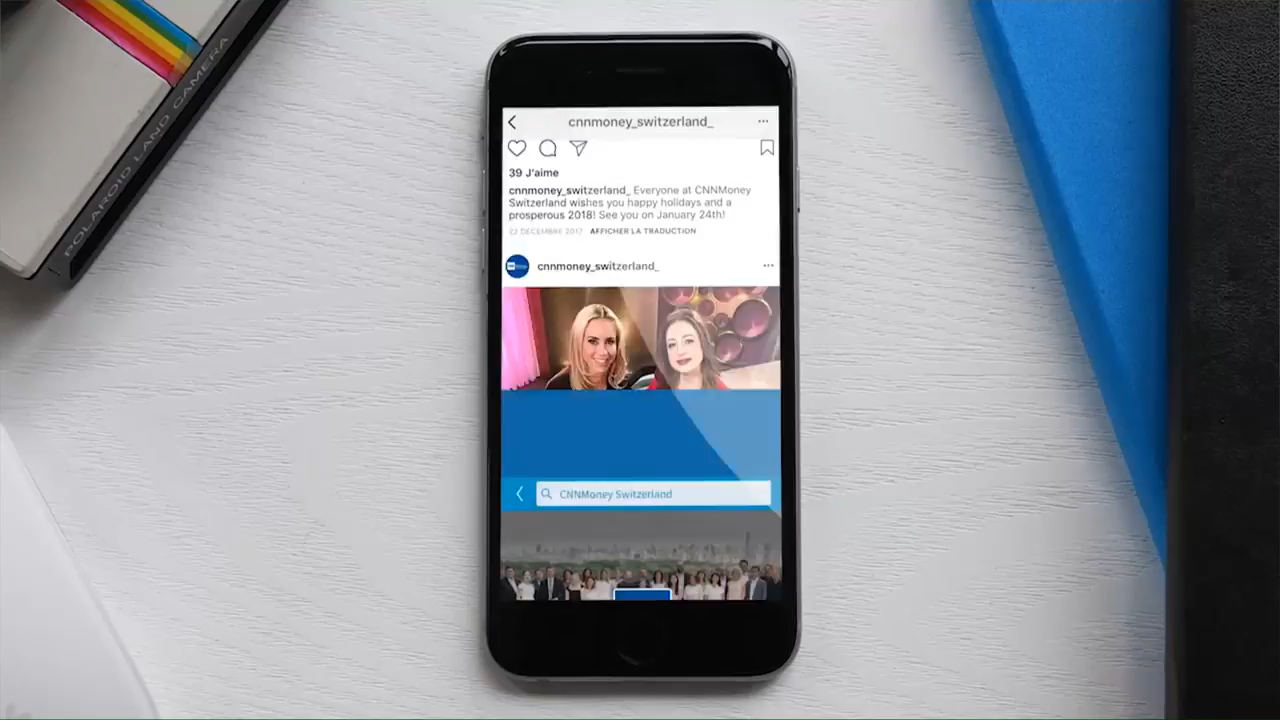 POLAROID LAND CAMERA
cnnmoney_switzerland_
39 J'aime
cnnmoney_switzerland_ Everyone at CNNMoney
Switzerland wishes you happy holidays and a
prosperous 2018! See you on January 24th!
22 DÉCEMBRE 2017 AFFICHER LA TRADUCTION
cnnmoney_switzerland_
CNNMoney Switzerland